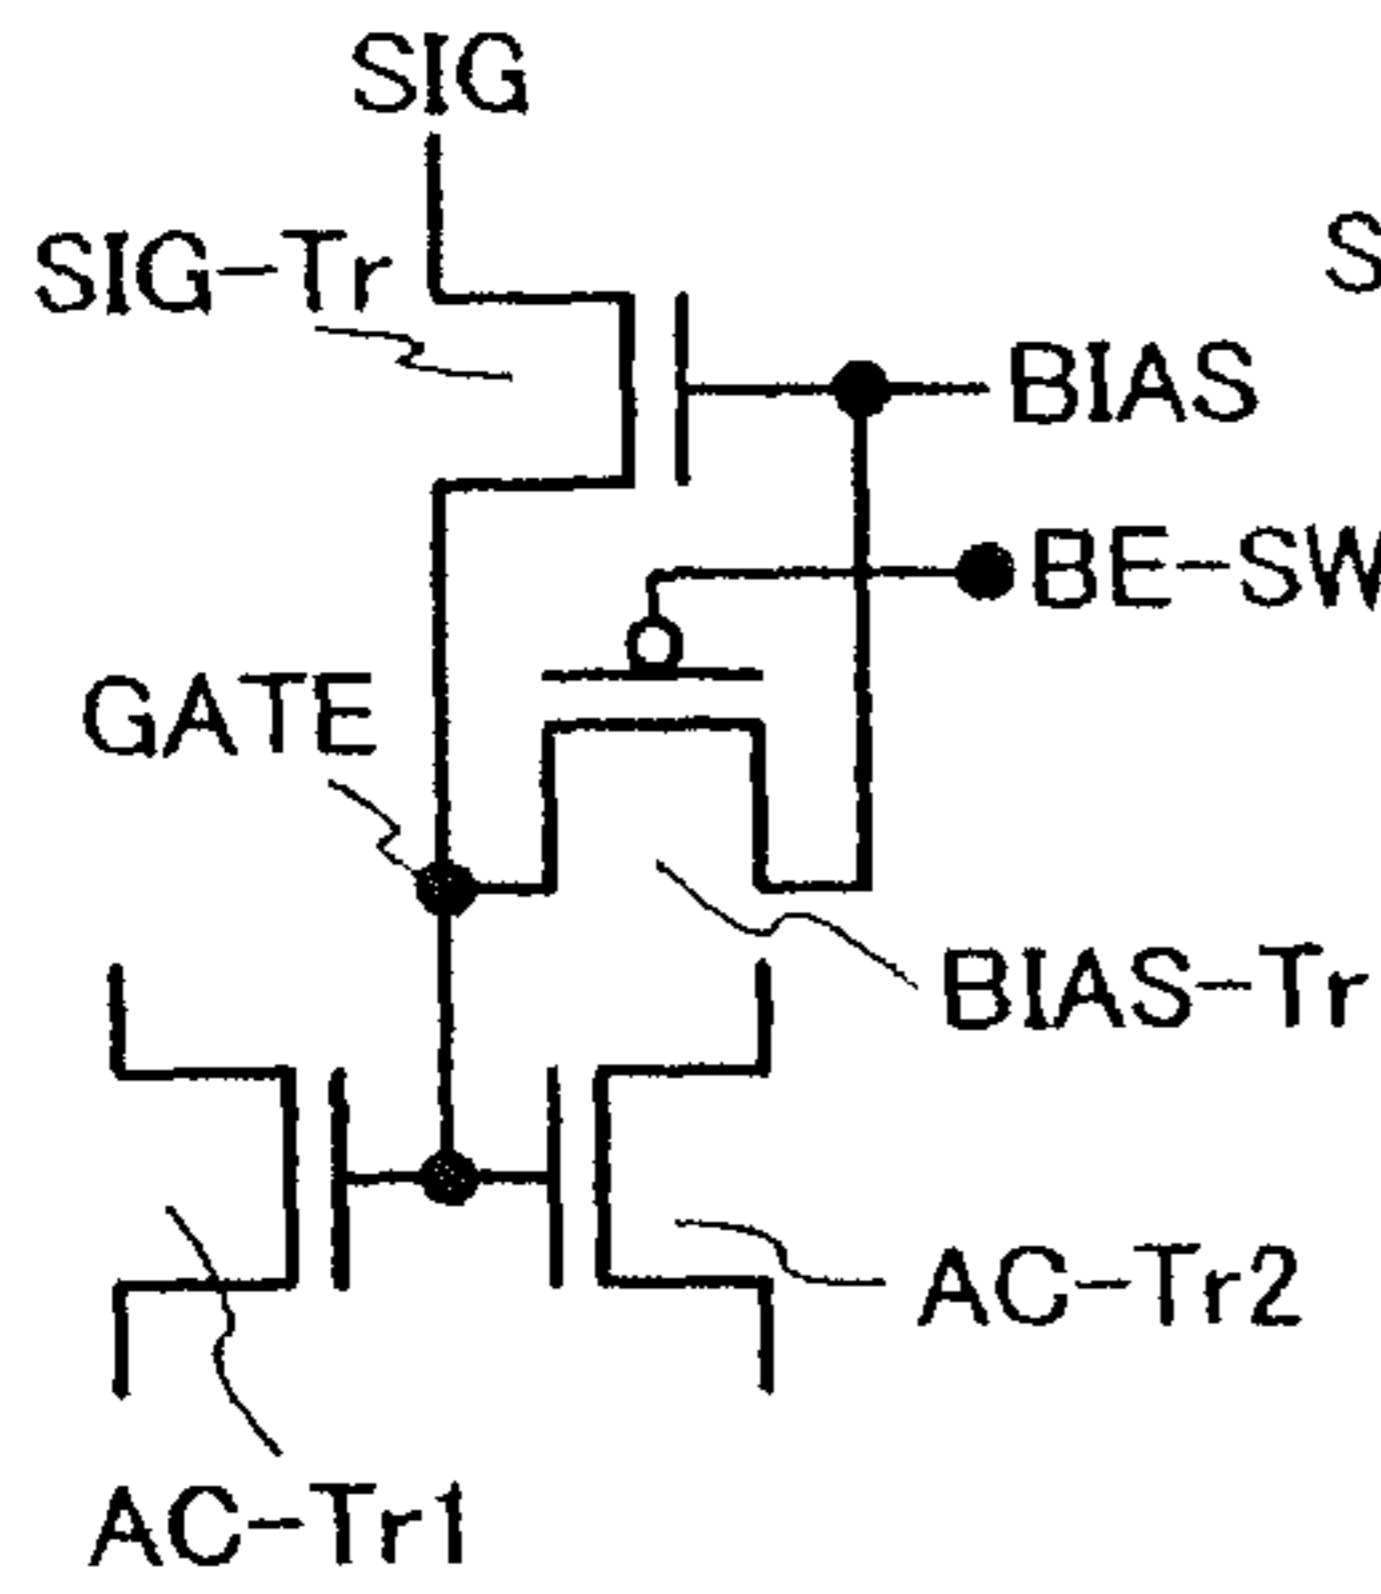 SIG
SIG-Tr
S
BIAS
BE-SW
GATE
BIAS-Tr
AC-Tr2
AC-Tr1